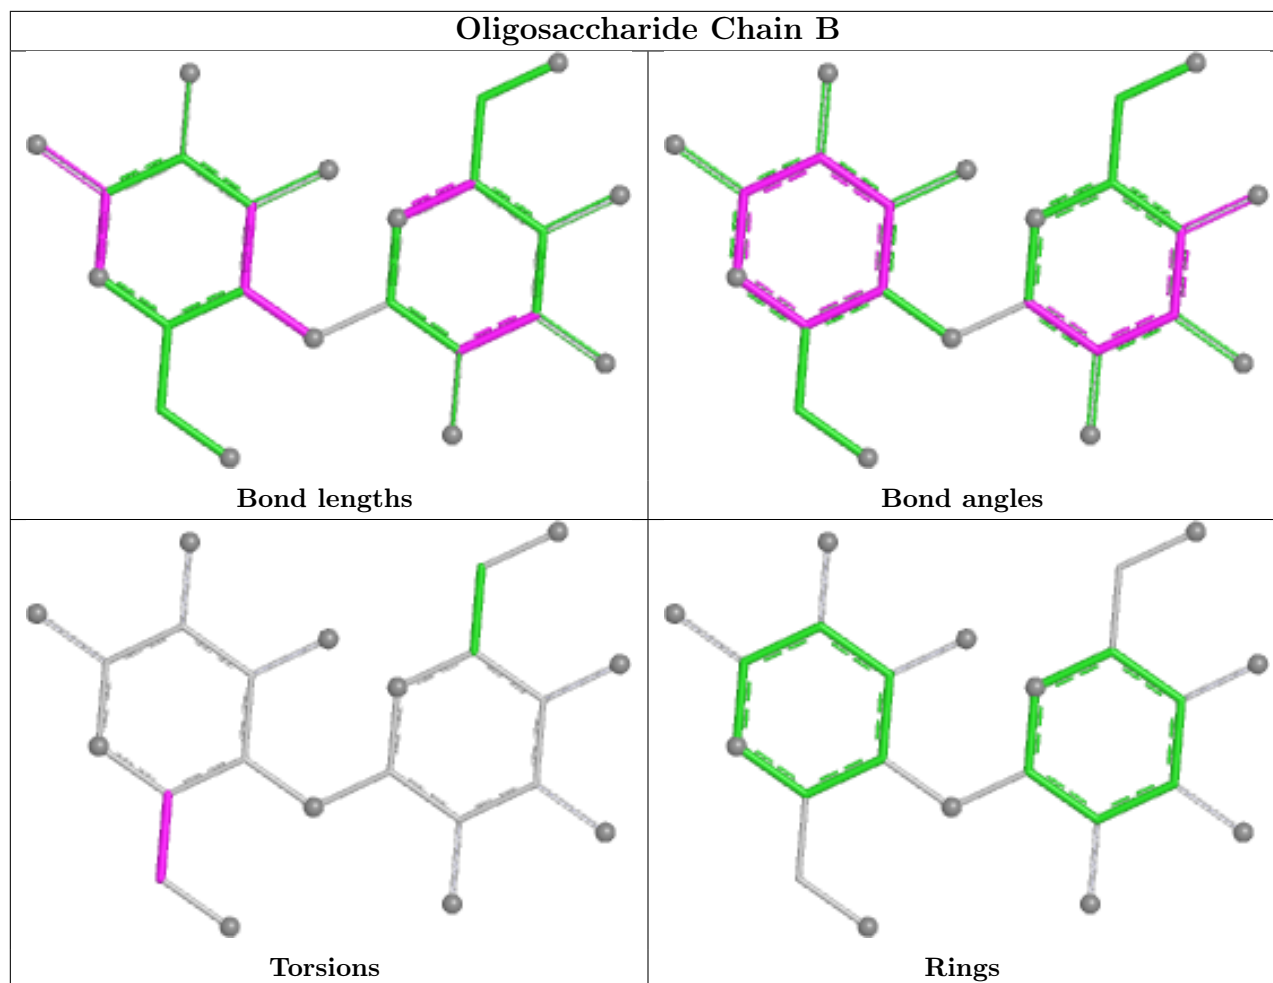 Oligosaccharide Chain B
Bond lengths
Bond angles
Torsions
Rings